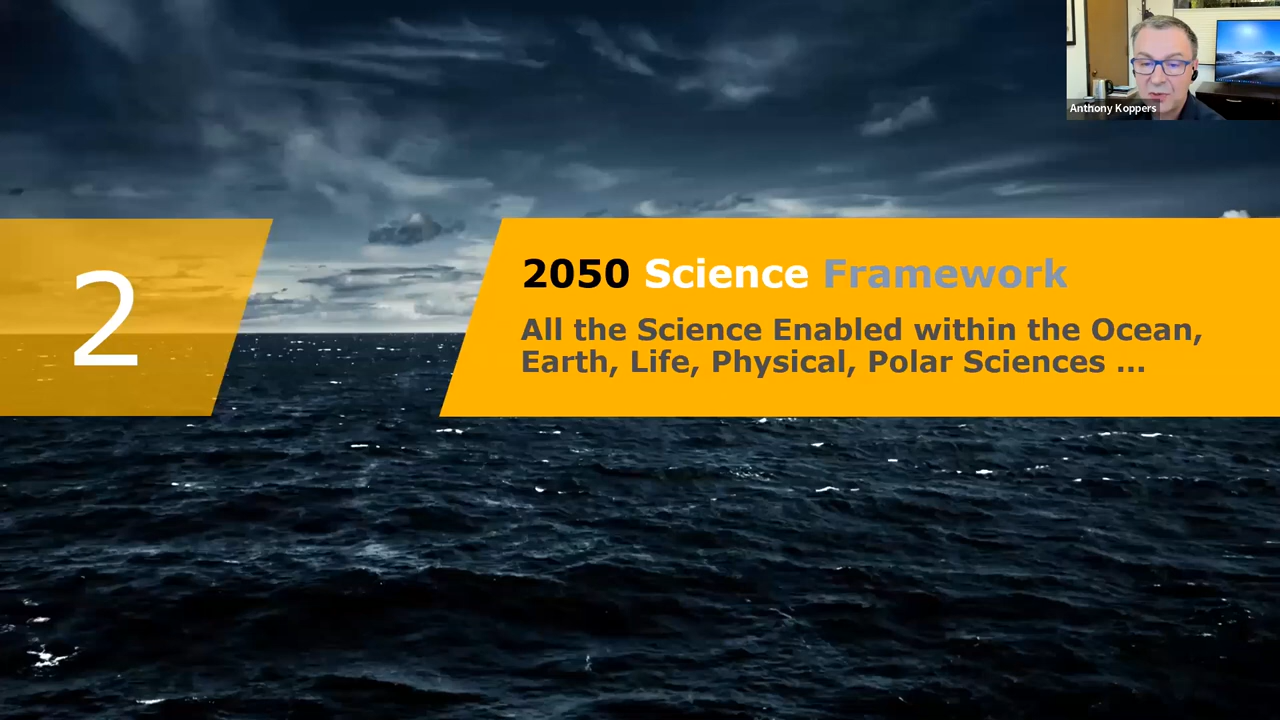 Anthony Koppers
2
2050 Science Framework
All the Science Enabled within the Ocean,
Earth, Life, Physical, Polar Sciences ...